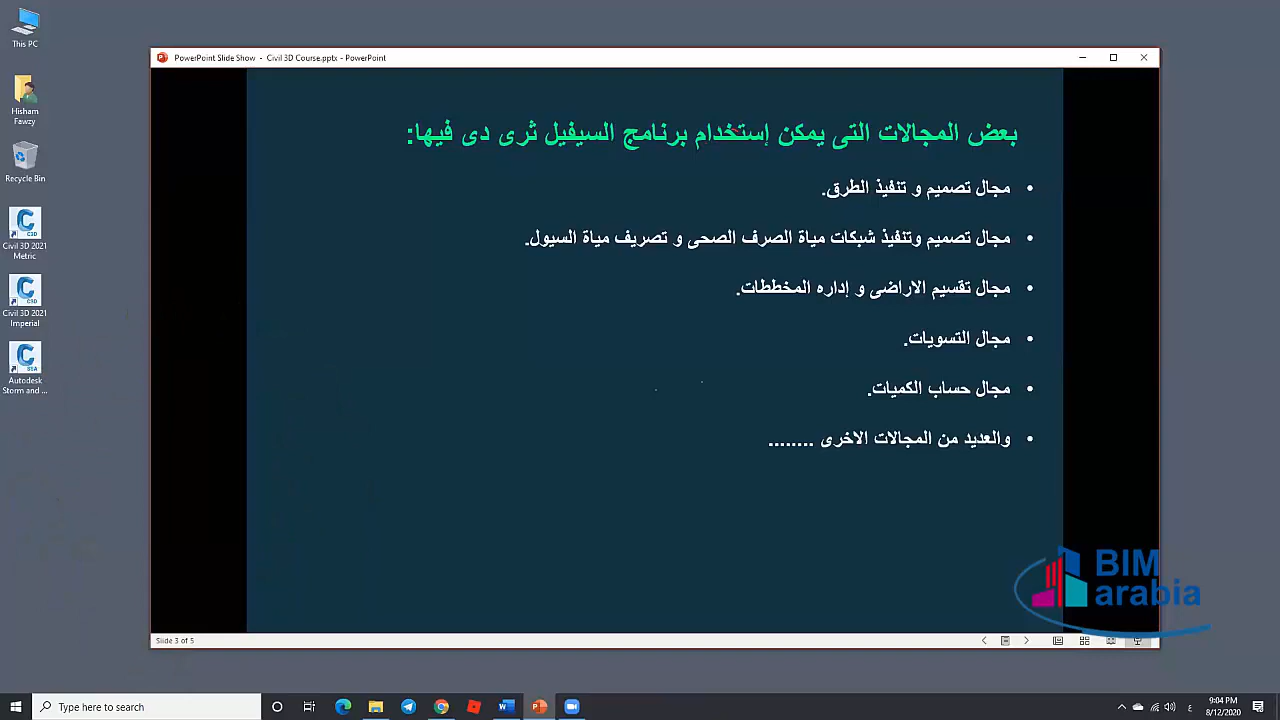 This PC
Hisham
Fawzy
Recycle Bin
Civil 3D 2021
Metric
Civil 3D 2021
Imperial
Autodesk
Storm and ...
PowerPoint Slide Show - Civil 3D Course.pptx - PowerPoint
بعض المجالات التى يمكن إستخدام برنامج السيفيل ثرى دى فيها:
• مجال تصميم و تنفيذ الطرق.
• مجال تصميم وتنفيذ شبكات مياة الصرف الصحى و تصريف مياة السيول.
• مجال تقسيم الاراضى و إداره المخططات.
• مجال التسويات.
• مجال حساب الكميات.
• والعديد من المجالات الاخرى ........
BIM
arabia
Slide 3 of 5
Type here to search
9:04 PM
8/12/2020